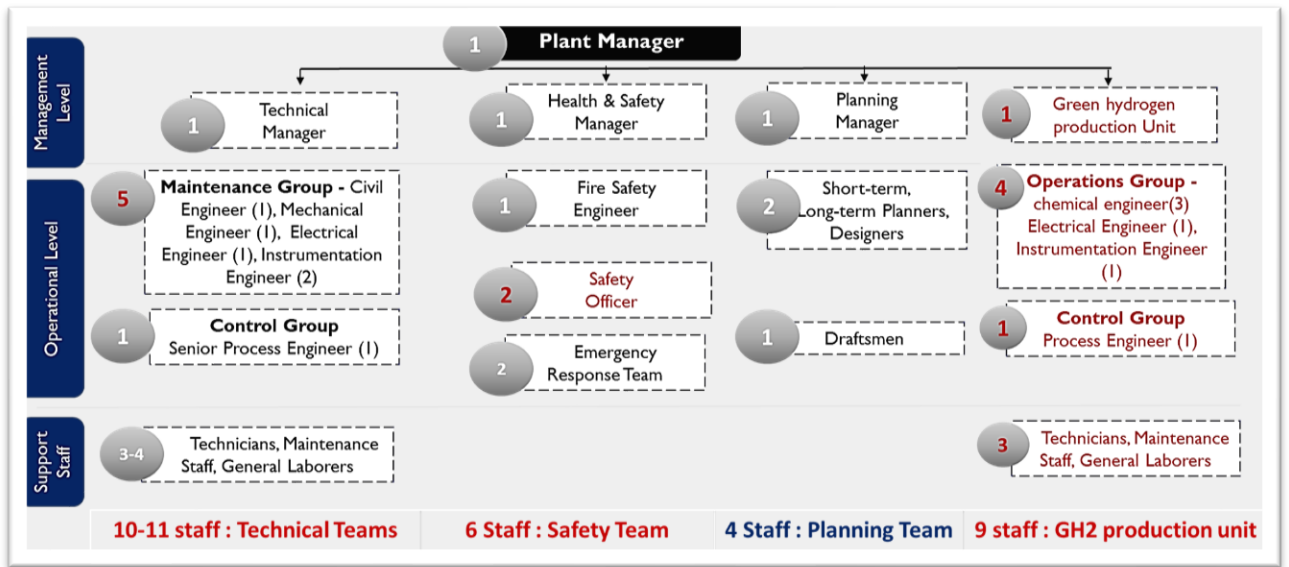 1 Plant Manager
Management
Level
1 Technical
Manager
1 Health & Safety
Manager
1 Planning
Manager
1 Green hydrogen
production Unit
Operational Level
5 Maintenance Group - Civil
Engineer (1), Mechanical
Engineer (1), Electrical
Engineer (1), Instrumentation
Engineer (2)
1 Control Group
Senior Process Engineer (1)
1 Fire Safety
Engineer
2 Safety
Officer
2 Emergency
Response Team
2 Short-term,
Long-term Planners,
Designers
1 Draftsmen
4 Operations Group -
chemical engineer(3)
Electrical Engineer (1),
Instrumentation Engineer
(1)
1 Control Group
Process Engineer (1)
Support
Staff
3-4 Technicians, Maintenance
Staff, General Laborers
3 Technicians, Maintenance
Staff, General Laborers
10-11 staff : Technical Teams
6 Staff : Safety Team
4 Staff : Planning Team
9 staff : GH2 production unit